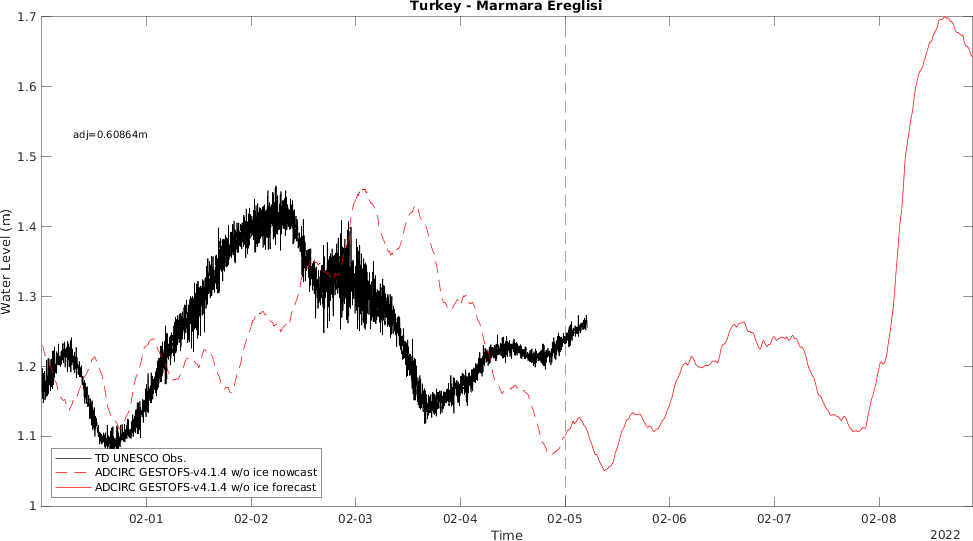 Turkey - Marmara Ereglisi
1.7
1.6
1.5
1.4
1.3
1.2
1.1
1
Water Level (m)
adj=0.60864m
TD UNESCO Obs.
ADCIRC GESTOFS-v4.1.4 w/o ice nowcast
ADCIRC GESTOFS-v4.1.4 w/o ice forecast
02-01 02-02 02-03 02-04 02-05 02-06 02-07 02-08
Time
2022